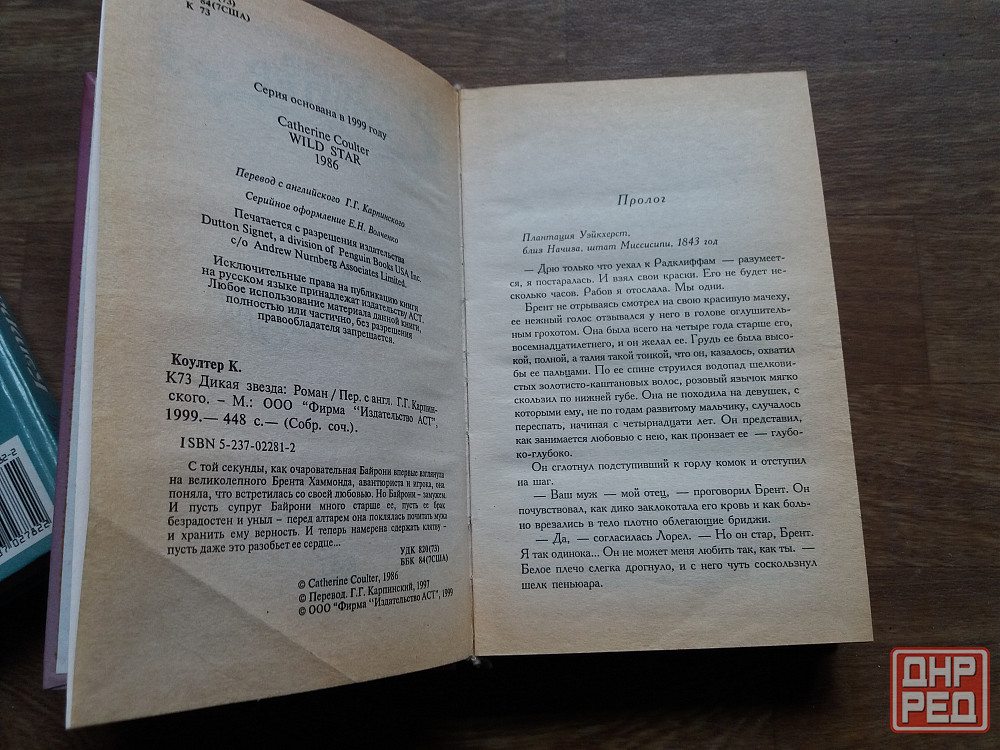 84(7США)
К 73
Серия основана в 1999 году
Catherine Coulter
WILD STAR
1986
Перевод с английского Г.Г. Карпинского
Серийное оформление Е.Н. Волченко
Печатается с разрешения издательства
Dutton Signet, a division of Penguin Books USA Inc.
c/o Andrew Nurnberg Associates Limited.
Исключительные права на публикацию книги
на русском языке принадлежат издательству АСТ.
Любое использование материала данной книги,
полностью или частично, без разрешения
правообладателя запрещается.
Коултер К.
К73 Дикая звезда: Роман / Пер. с англ. Г.Г. Карпин-
ского. – М.: ООО "Фирма "Издательство АСТ",
1999.— 448 с.— (Собр. соч.).
ISBN 5-237-02281-2
С той секунды, как очаровательная Байрони впервые взглянула
на великолепного Брента Хаммонда, авантюриста и игрока, она
поняла, что встретилась со своей любовью. Но Байрони – замужем.
И пусть супруг Байрони много старше ее, пусть ее брак
безрадостен и уныл – перед алтарем она поклялась почитать мужа
и хранить ему верность. И теперь намерена сдержать клятву –
пусть даже это разобьет ее сердце...
УДК 820(73)
ББК 84(7США)
© Catherine Coulter, 1986
© Перевод. Г.Г. Карпинский, 1997
© ООО "Фирма "Издательство АСТ", 1999
Пролог
Плантация Уэйкхерст,
близ Начиза, штат Миссисипи, 1843 год
— Дрю только что уехал к Радклиффам — разумеет-
ся, я постаралась. И взял свои краски. Его не будет не-
сколько часов. Рабов я отослала. Мы одни.
Брент не отрываясь смотрел на свою красивую мачеху,
ее нежный голос отзывался у него в голове оглушитель-
ным грохотом. Она была всего на четыре года старше его,
восемнадцатилетнего, и он желал ее. Грудь ее была высо-
кой, полной, а талия такой тонкой, что он, казалось, охватил
бы ее пальцами. По ее спине струился водопад шелкови-
стых золотисто-каштановых волос, розовый язычок мягко
скользил по нижней губе. Она не походила на девушек, с
которыми ему, не по годам развитому мальчику, случалось
переспать, начиная с четырнадцати лет. Он представил,
как занимается любовью с нею, как пронзает ее — глубо-
ко-глубоко.
Он сглотнул подступивший к горлу комок и отступил
на шаг.
— Ваш муж — мой отец, — проговорил Брент. Он
почувствовал, как дико заклокотала его кровь и как боль-
но врезались в тело плотно облегающие бриджи.
— Да, — согласилась Лорел. — Но он стар, Брент.
Я так одинока... Он не может меня любить так, как ты. —
Белое плечо слегка дрогнуло, и с него чуть соскользнул
шелк пеньюара.
ДНР
РЕД